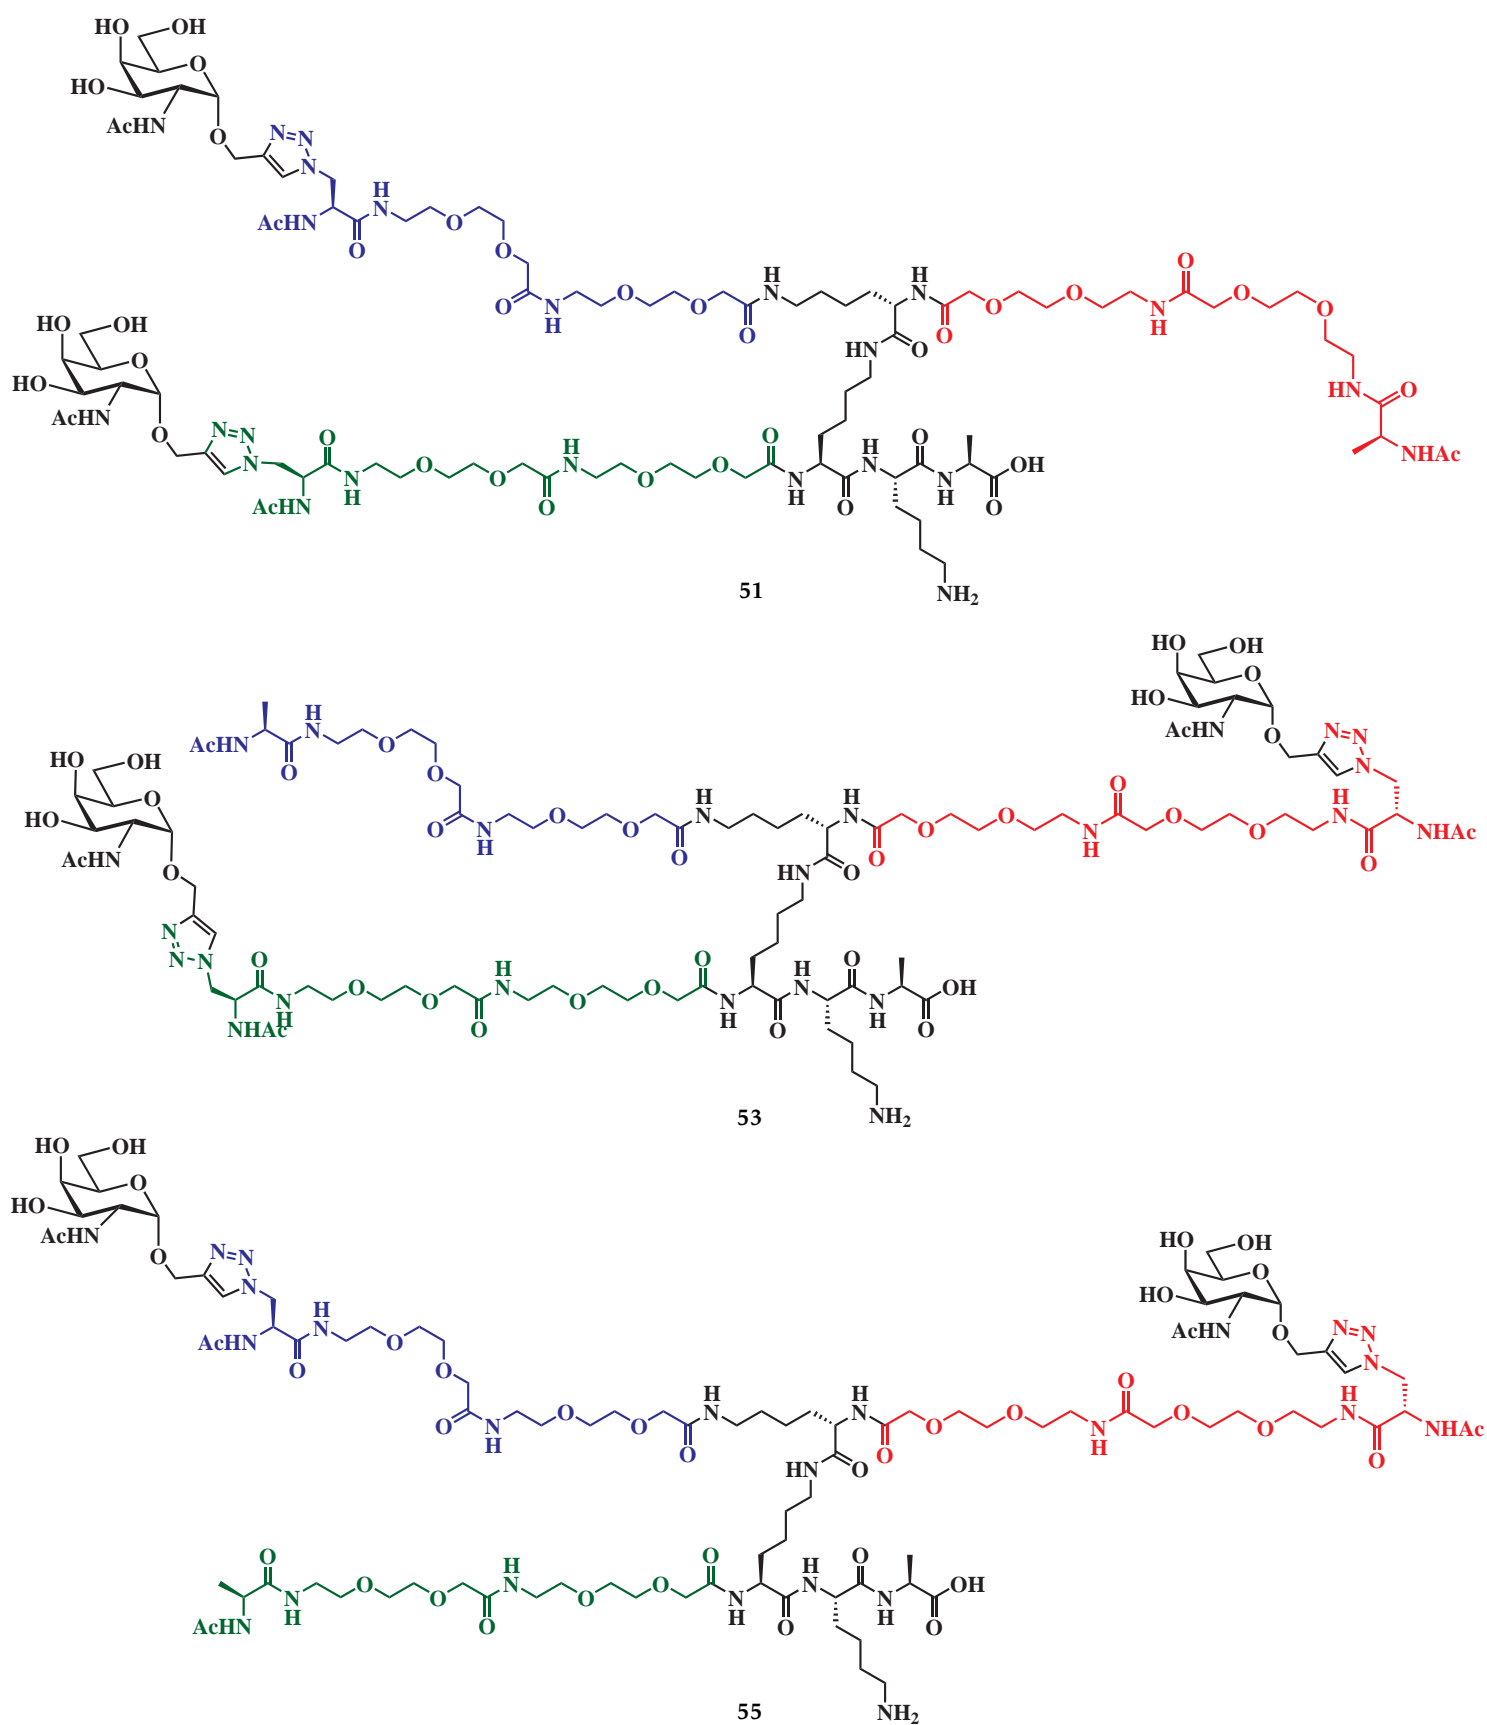 HO OH
O
HO
AcHN
O
N=N
N
H
AcHN N
O O
O
O
H H O
O N O O N N O O N O
H O O H O
HN O
HO OH
O
HO
AcHN
O
N=N
N
HN O
NHAc
O H O H O
N O O N O O N N N OH
AcHN H O H O H O
NH2
51
HO OH
O
HO
AcHN
O
N=N
N
H
AcHN N
O O
O
HO OH
O
HO
AcHN
O
H H O H
O N O O N N O O N O O N NHAc
H O O H O
HN O
N
N-N
O H O H O
N O O N O O N N N OH
H O H O H O
NHAc
NH2
53
HO OH
O
HO
AcHN
O
N=N
N
H
AcHN N
O O
O
HO OH
O
HO
AcHN
O
N=N
N
H H O H
O N O O N N O O N O O N NHAc
H O O H O
HN O
O H O H O
N O O N O O N N N OH
AcHN H O H O H O
NH2
55